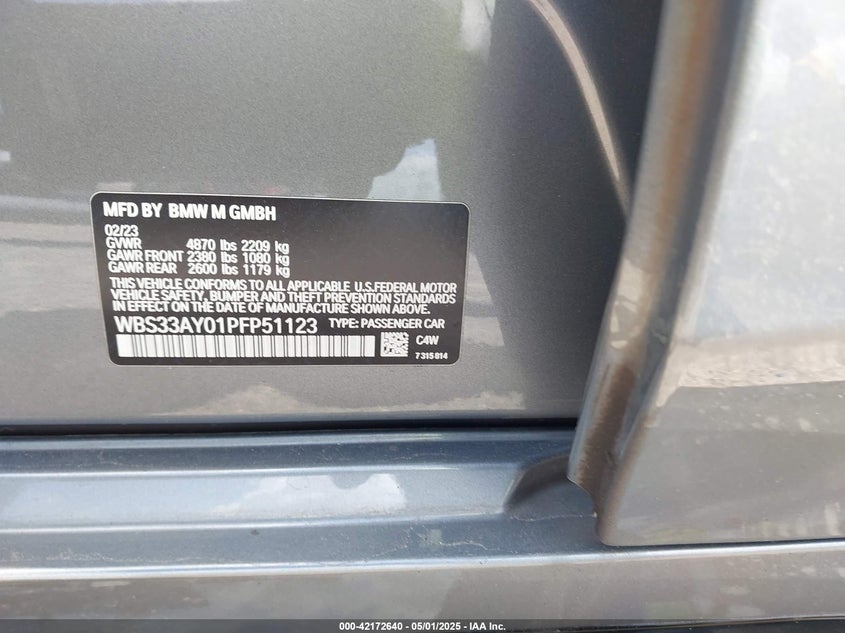 MFD BY BMW M GMBH
02/23
GVWR 4870 lbs 2209 kg
GAWR FRONT 2380 lbs 1080 kg
GAWR REAR 2600 lbs 1179 kg
THIS VEHICLE CONFORMS TO ALL APPLICABLE U.S.FEDERAL MOTOR
VEHICLE SAFETY, BUMPER AND THEFT PREVENTION STANDARDS
IN EFFECT ON THE DATE OF MANUFACTURE SHOWN ABOVE.
WBS33AY01PFP51123 TYPE: PASSENGER CAR
C4W
7315814
000-42172640 - 05/01/2025 - IAA Inc.